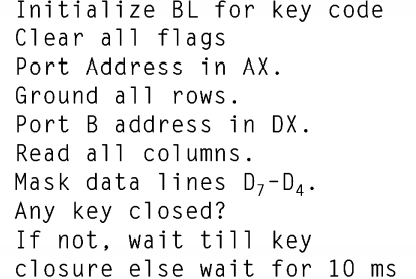 Initialize BL for key code
Clear all flags
Port Address in AX.
Ground all rows.
Port B address in DX.
Read all columns.
Mask data lines D₇-D₄.
Any key closed?
If not, wait till key
closure else wait for 10 ms